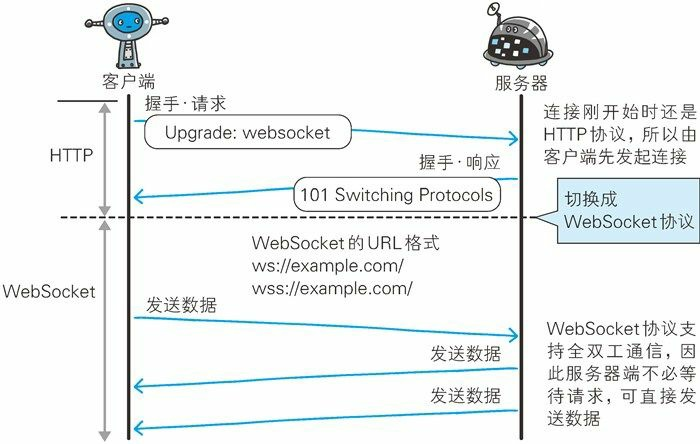 客户端
服务器
握手·请求
Upgrade: websocket
连接刚开始时还是
HTTP协议，所以由
客户端先发起连接
HTTP
握手·响应
101 Switching Protocols
切换成
WebSocket协议
WebSocket的URL格式
ws://example.com/
wss://example.com/
WebSocket
发送数据
发送数据
发送数据
WebSocket协议支
持全双工通信，因
此服务器端不必等
待请求，可直接发
送数据